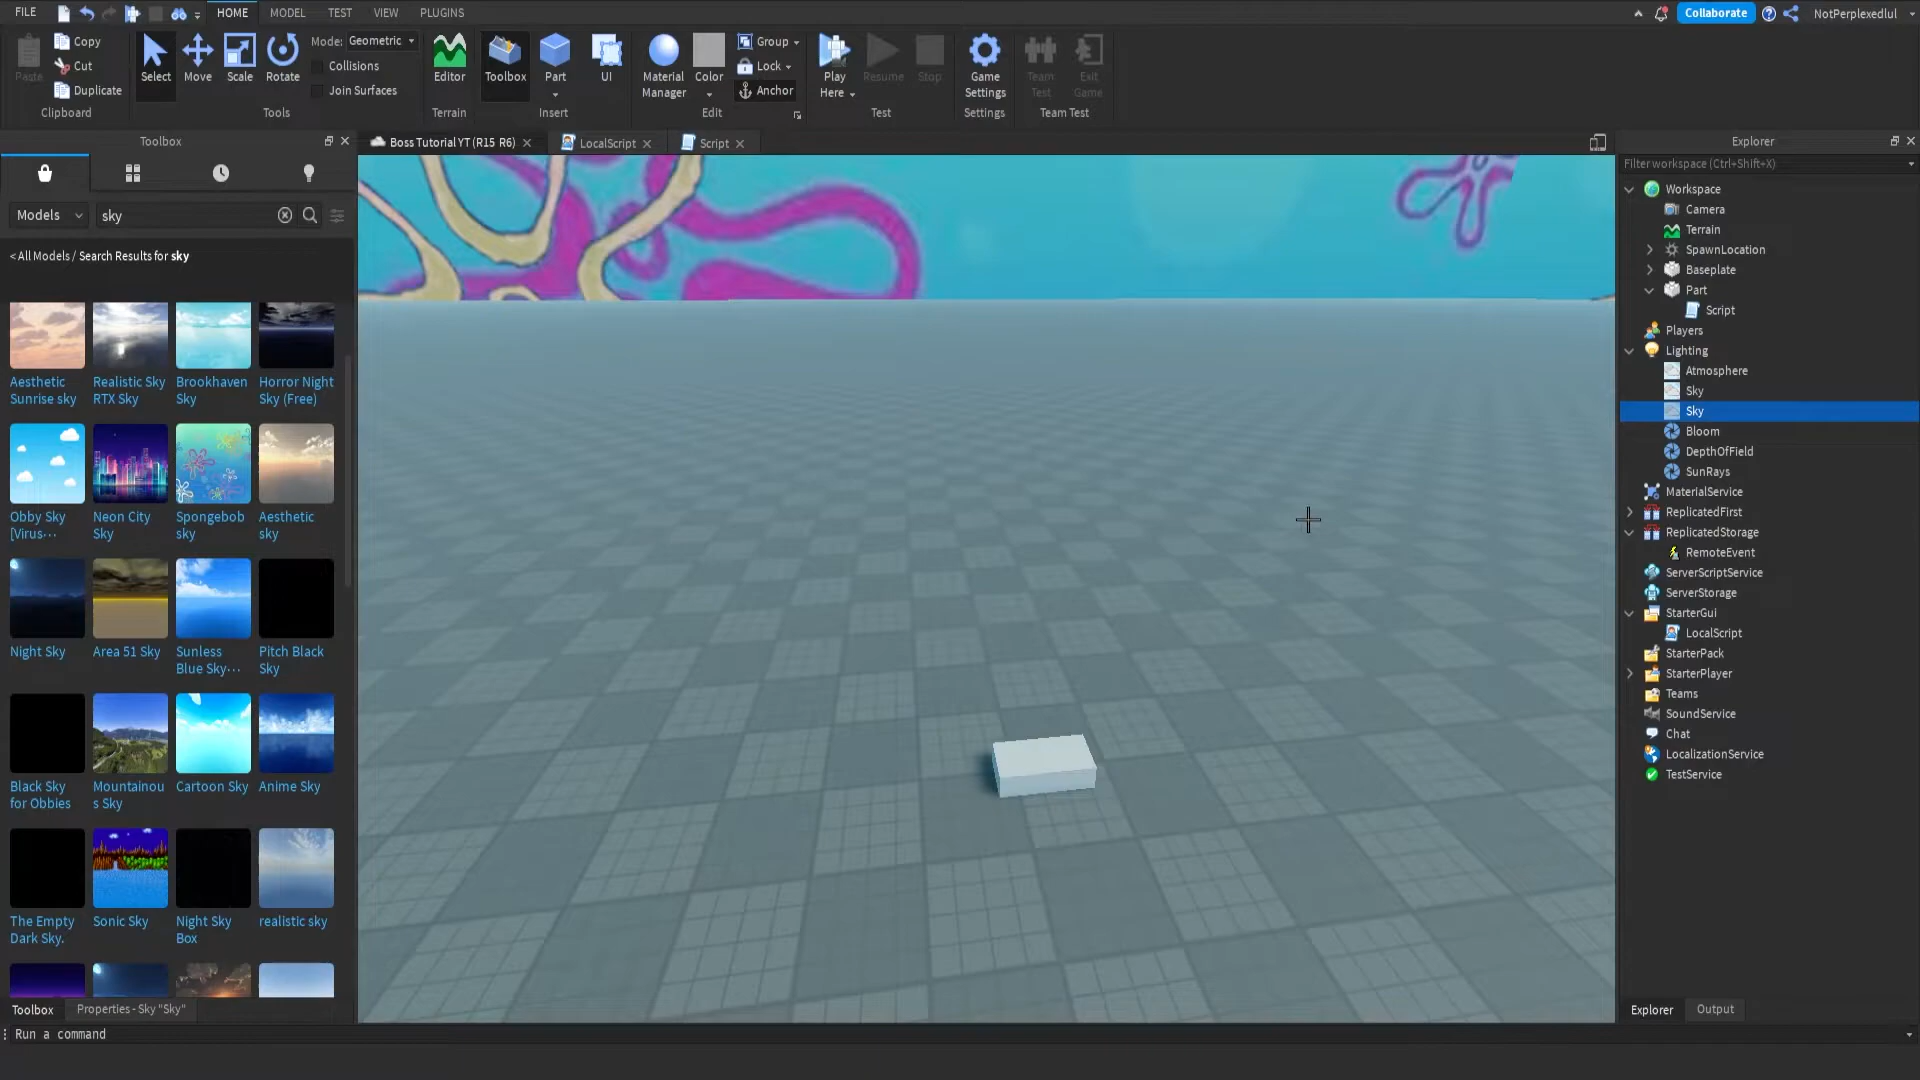 FILE
HOME
MODEL
TEST
VIEW
PLUGINS
Collaborate
NotPerplexedlul
Paste
Copy
Cut
Duplicate
Clipboard
Select
Move
Scale
Rotate
Mode: Geometric
Collisions
Join Surfaces
Tools
Editor
Terrain
Toolbox
Part
UI
Insert
Material
Manager
Color
Group
Lock
Anchor
Edit
Play
Here
Resume
Stop
Test
Game
Settings
Settings
Team
Test
Exit
Game
Team Test
Toolbox
Boss Tutorial YT (R15 R6)
LocalScript
Script
Explorer
Models
sky
< All Models / Search Results for sky
Aesthetic
Sunrise sky
Realistic Sky
RTX Sky
Brookhaven
Sky
Horror Night
Sky (Free)
Obby Sky
[Virus···
Neon City
Sky
Spongebob
sky
Aesthetic
sky
Night Sky
Area 51 Sky
Sunless
Blue Sky···
Pitch Black
Sky
Black Sky
for Obbies
Mountainou
s Sky
Cartoon Sky
Anime Sky
The Empty
Dark Sky.
Sonic Sky
Night Sky
Box
realistic sky
Toolbox
Properties - Sky "Sky"
Run a command
Filter workspace (Ctrl+Shift+X)
Workspace
Camera
Terrain
SpawnLocation
Baseplate
Part
Script
Players
Lighting
Atmosphere
Sky
Sky
Bloom
DepthOfField
SunRays
MaterialService
ReplicatedFirst
ReplicatedStorage
RemoteEvent
ServerScriptService
ServerStorage
StarterGui
LocalScript
StarterPack
StarterPlayer
Teams
SoundService
Chat
LocalizationService
TestService
Explorer
Output